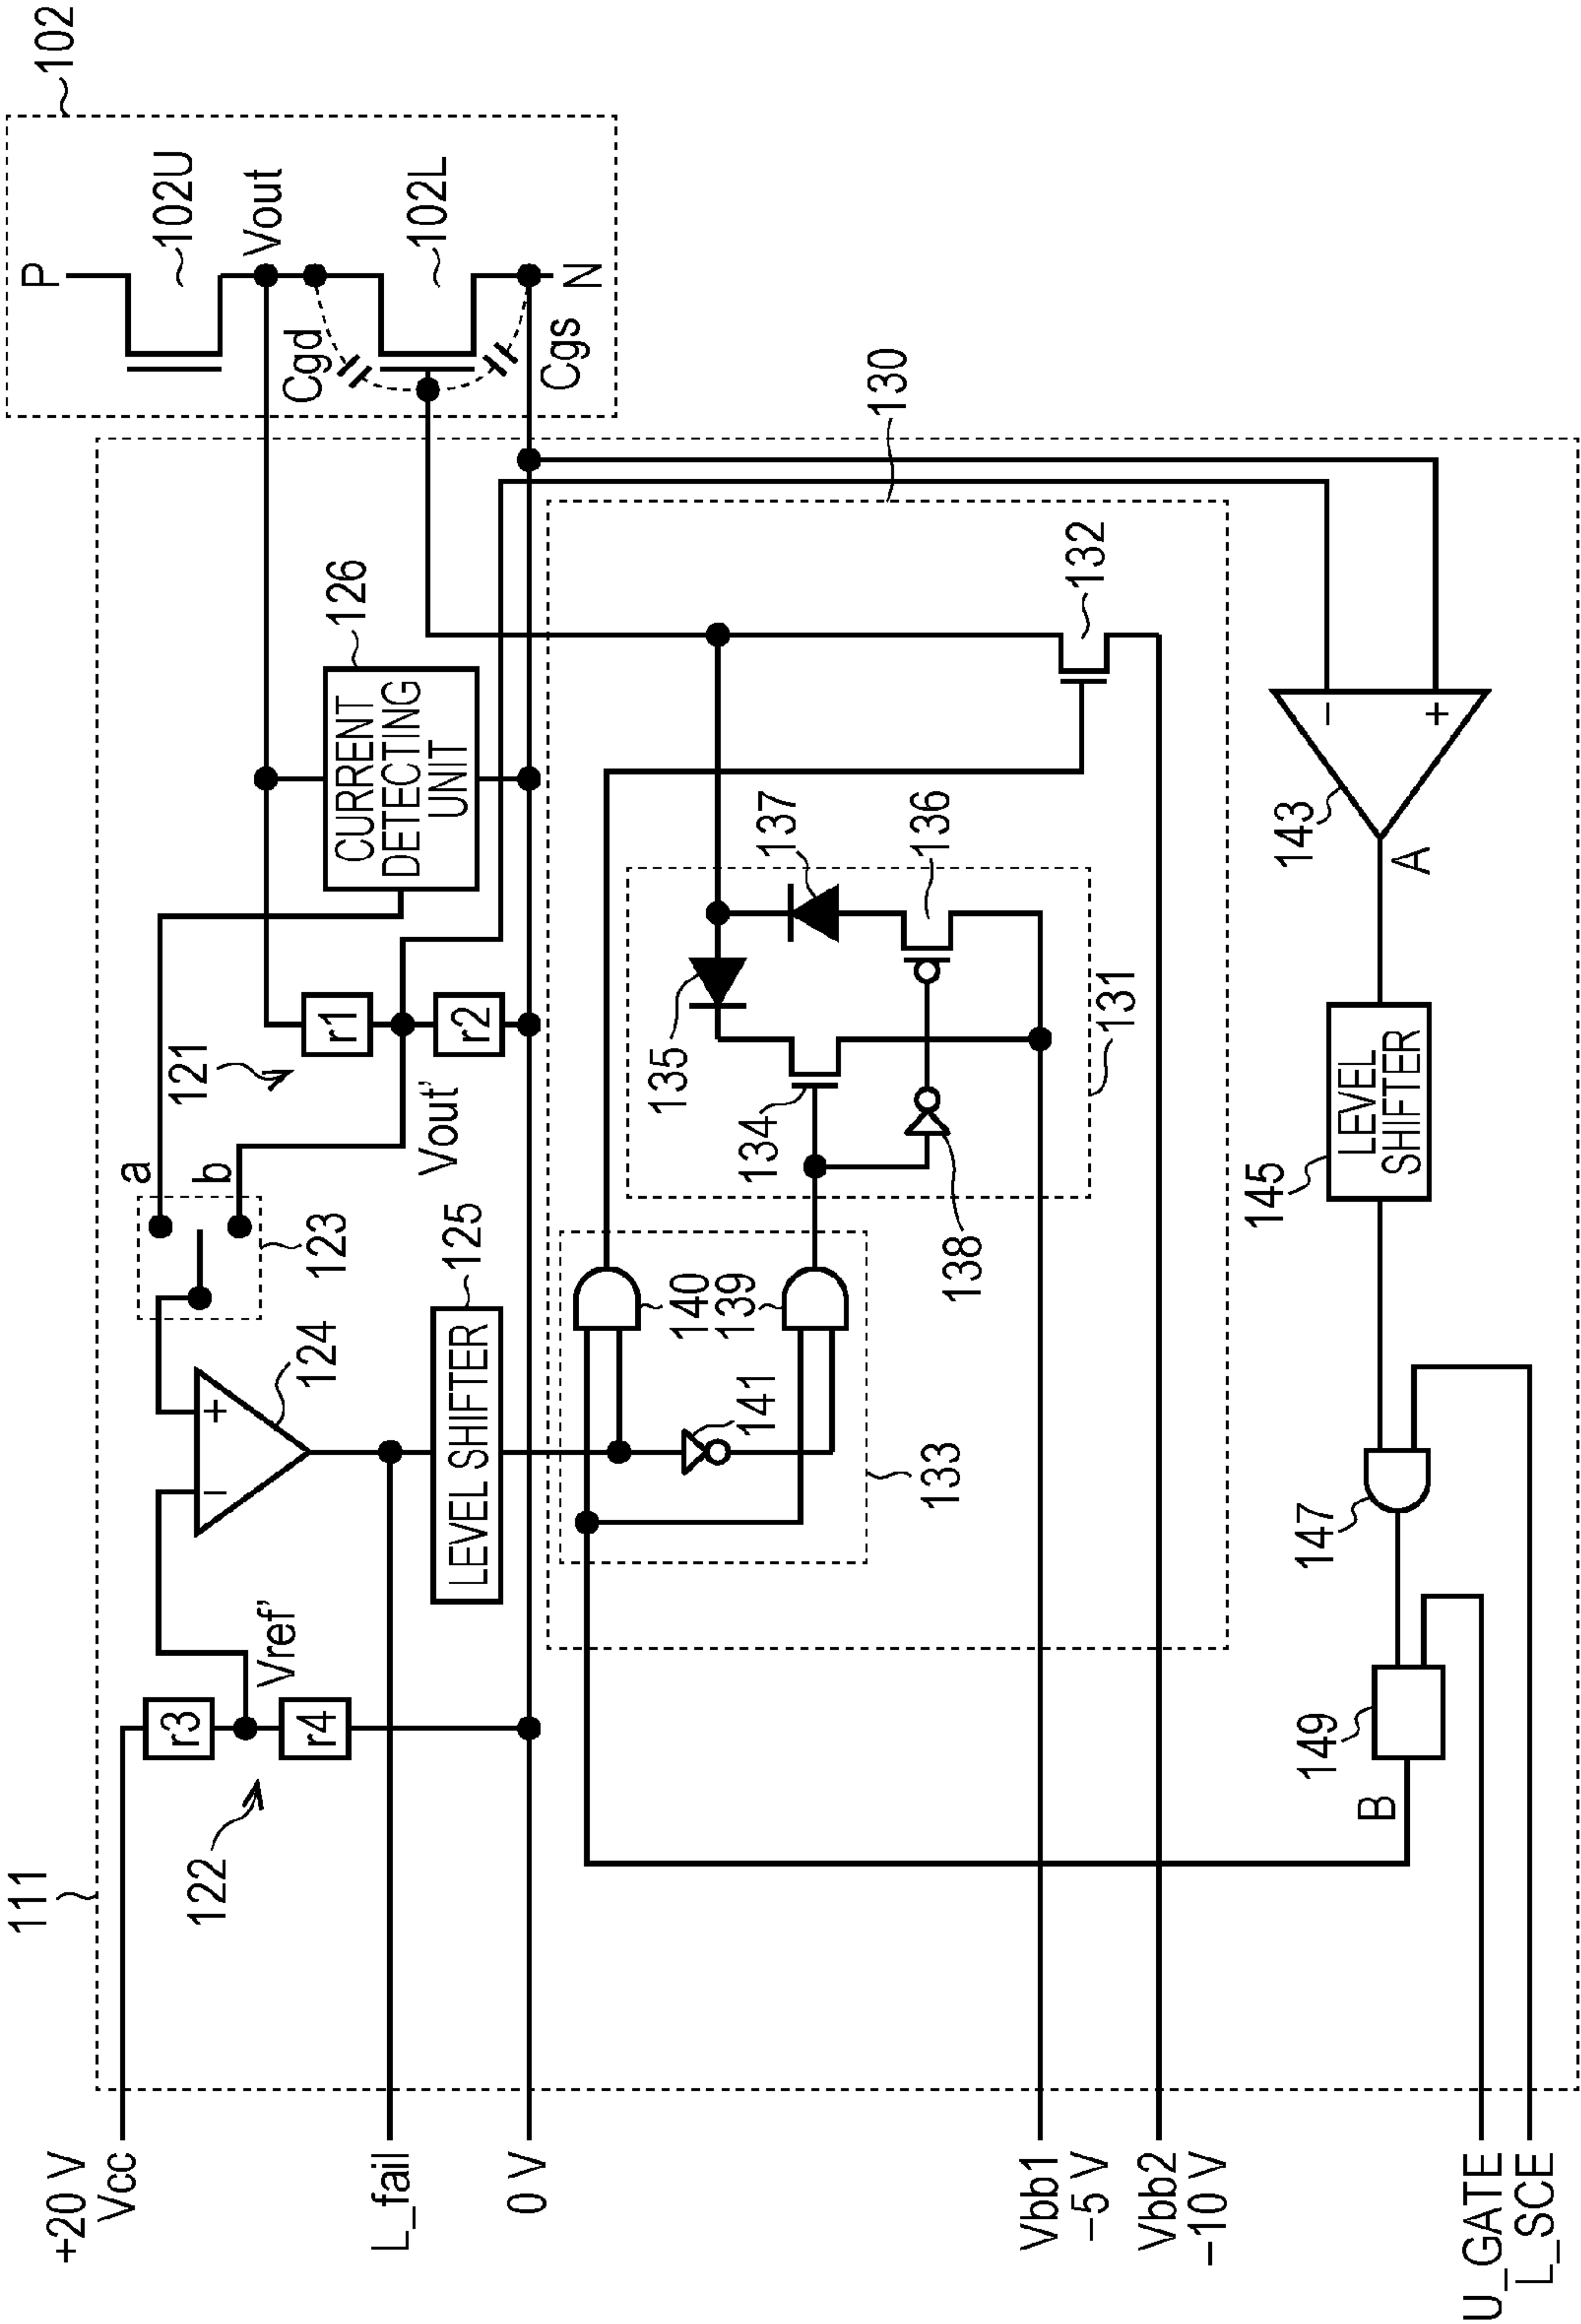 111
+20 V
Vcc
L_fail
0 V
Vbb1
−5 V
Vbb2
−10 V
U_GATE
L_SCE
122
r3
r4
Vref'
−
+
124
123
a
b
LEVEL SHIFTER
125
121
r1
r2
Vout'
CURRENT
DETECTING
UNIT
126
102
P
102U
Vout
Cgd
102L
Cgs
N
130
133
141
140
139
131
134
135
138
137
136
132
143
−
+
A
LEVEL
SHIFTER
145
147
149
B